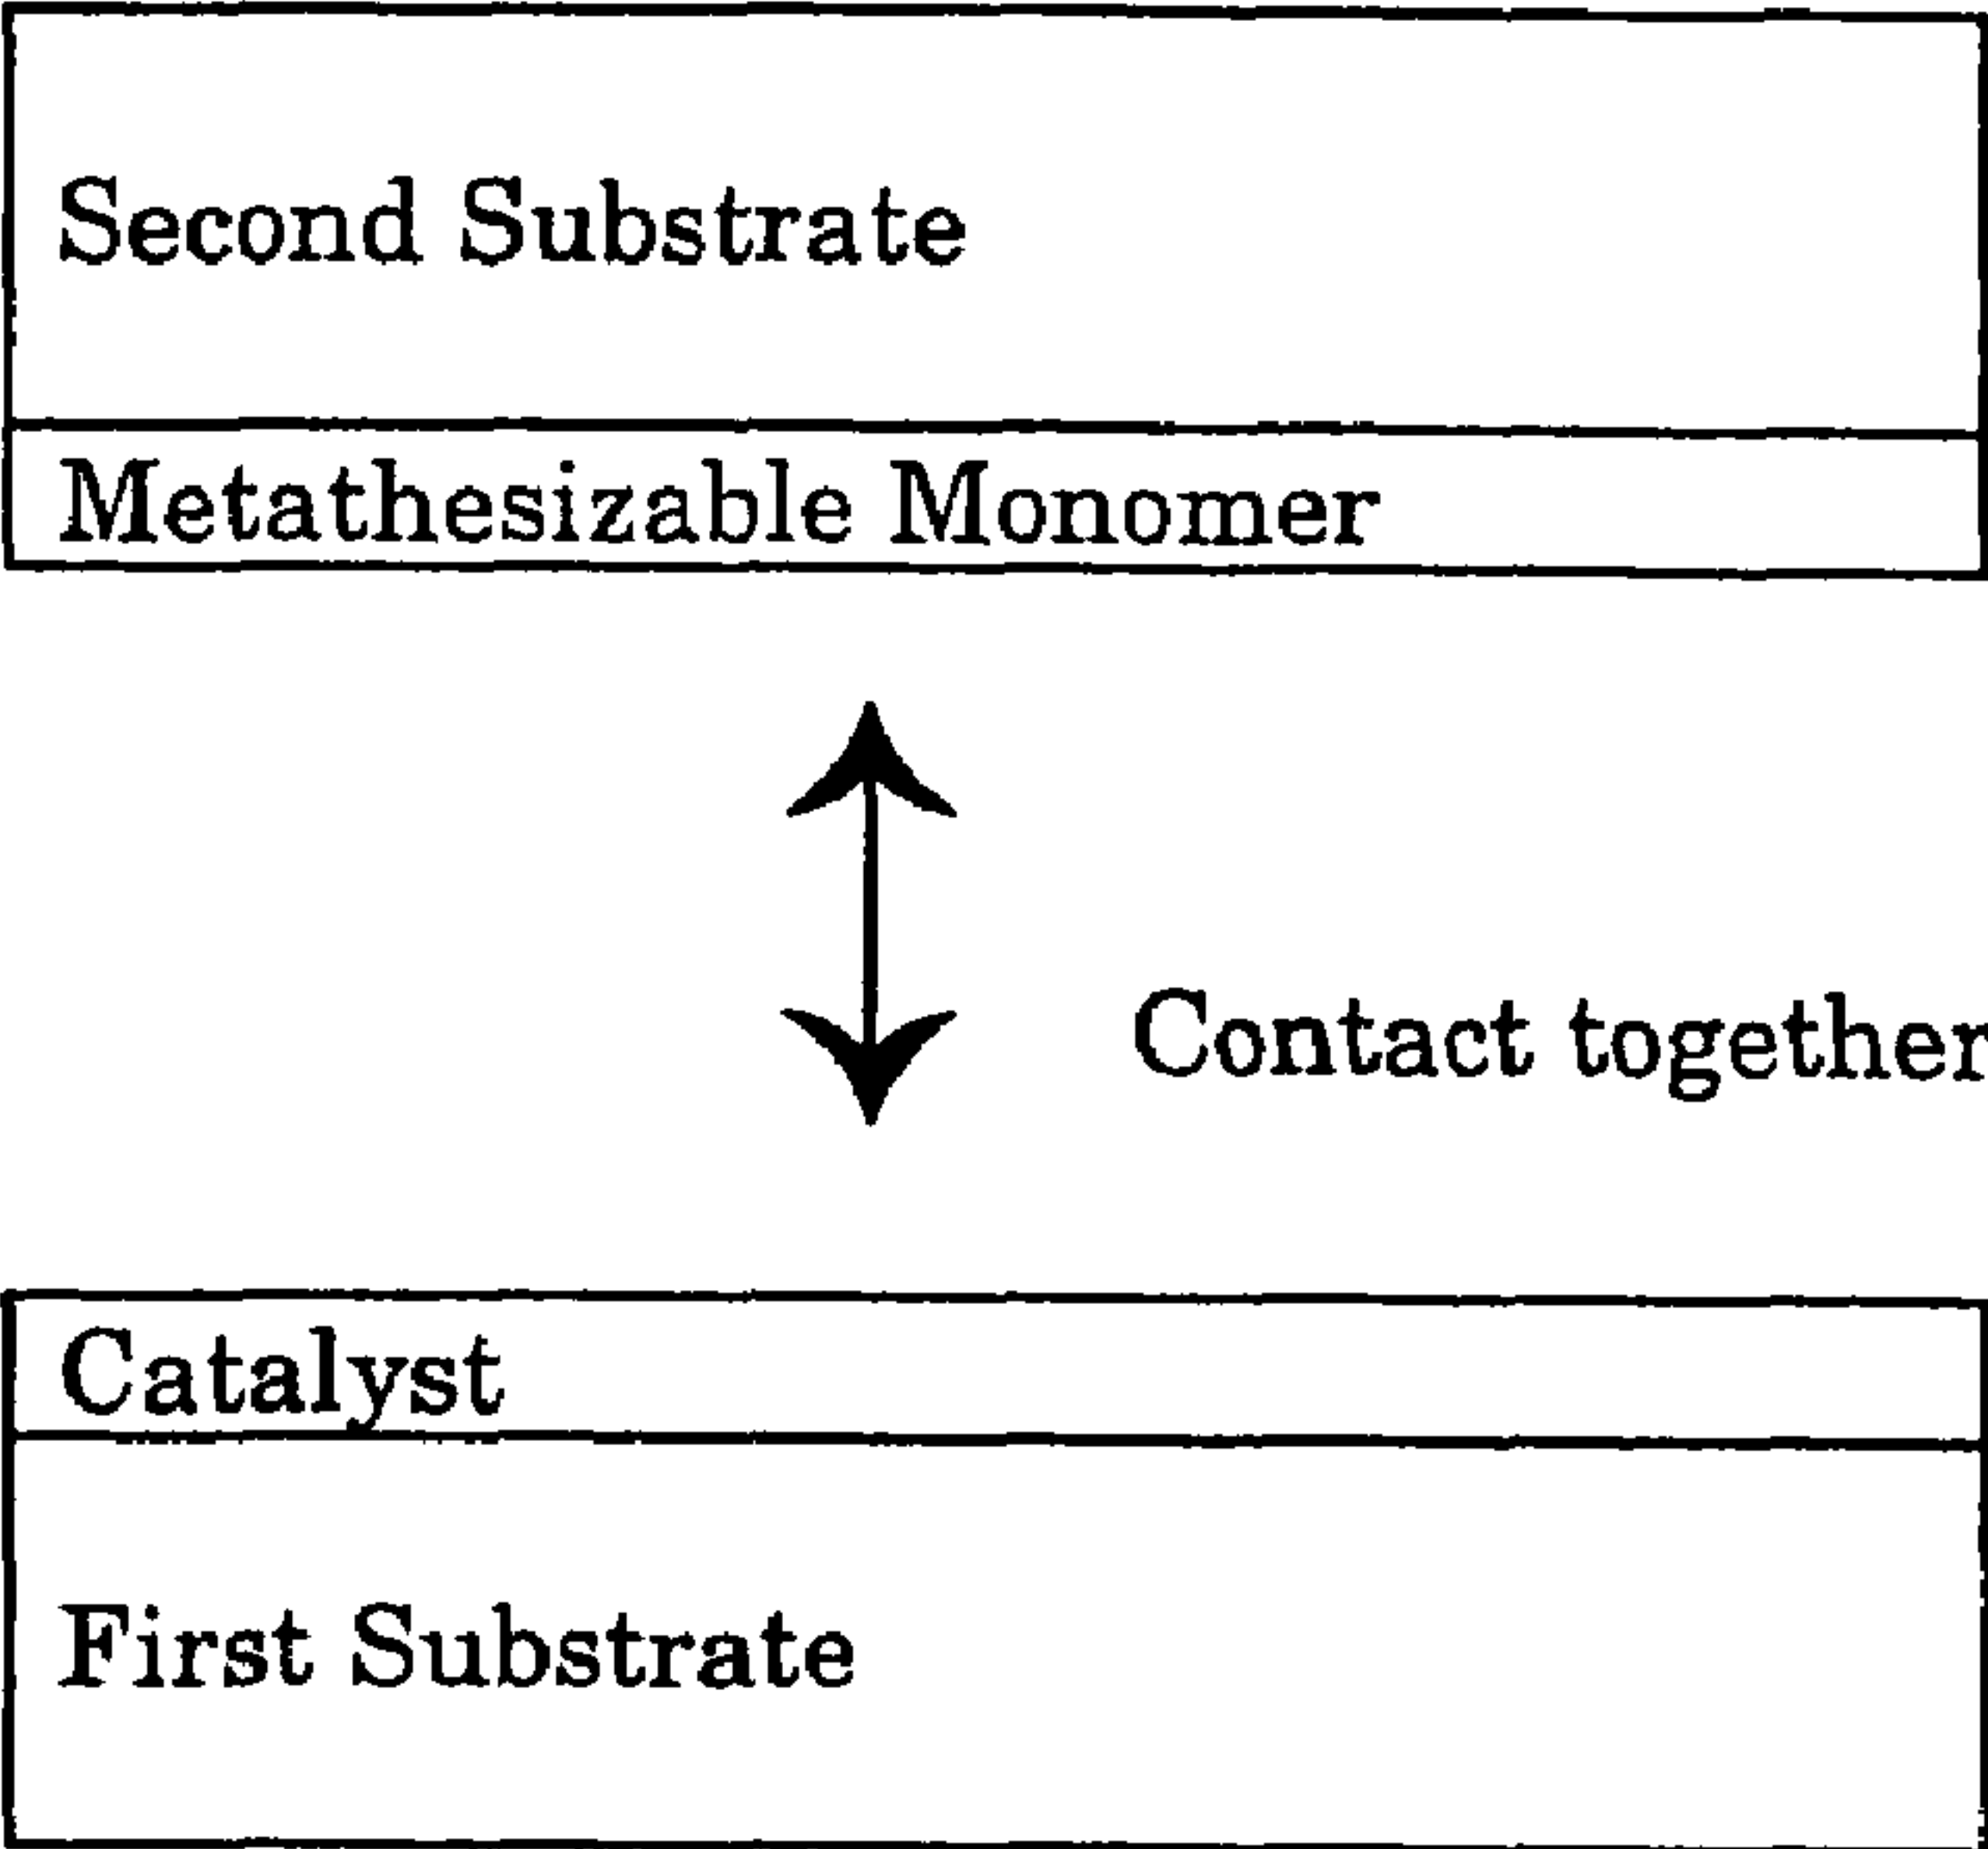 Second Substrate
Metathesizable Monomer
Contact together
Catalyst
First Substrate